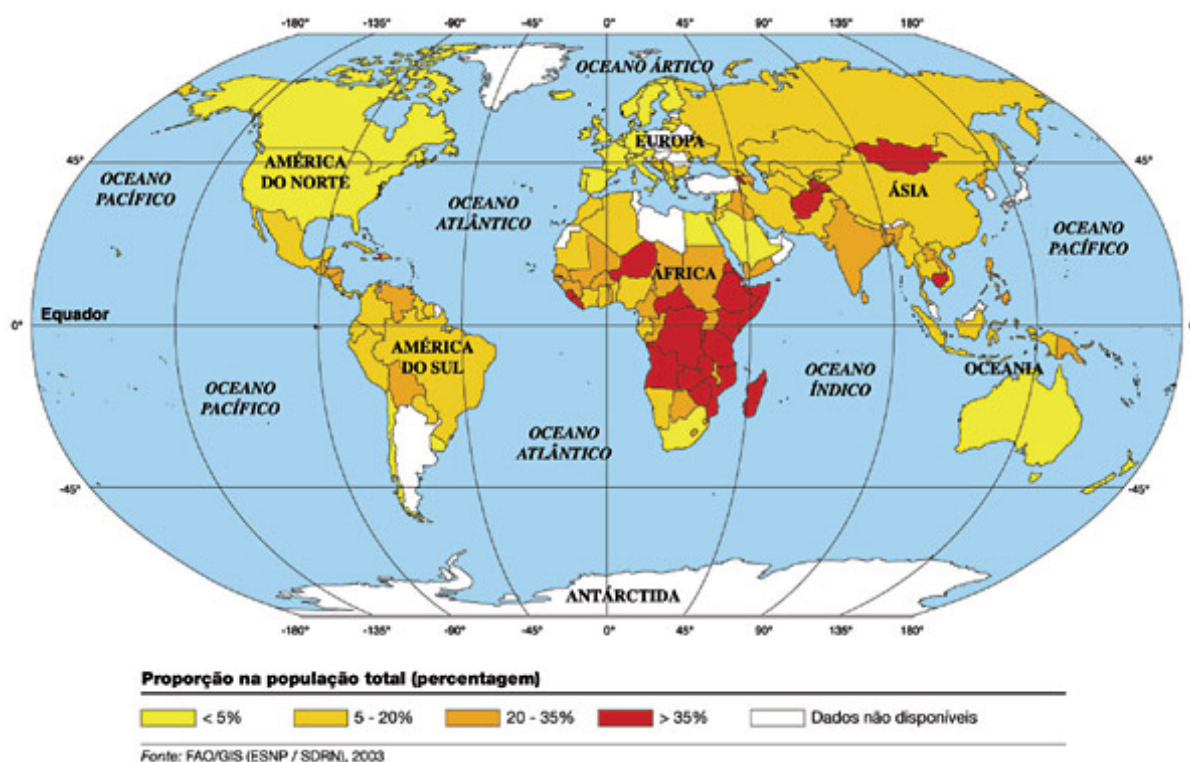 -180° -135° -90° -45° 0° 45° 90° 135° 180°
OCEANO ÁRTICO
EUROPA
45°
AMÉRICA
DO NORTE
45°
OCEANO
PACÍFICO
OCEANO
ATLÂNTICO
ÁSIA
OCEANO
PACÍFICO
ÁFRICA
Equador
0°
AMÉRICA
DO SUL
OCEANIA
OCEANO
PACÍFICO
OCEANO
ÍNDICO
OCEANO
ATLÂNTICO
-45°
-45°
ANTÁRCTIDA
-180° -135° -90° -45° 0° 45° 90° 135° 180°
Proporção na população total (percentagem)
< 5% 5 - 20% 20 - 35% > 35% Dados não disponíveis
Fonte: FAO/GIS (ESNP / SDRN), 2003